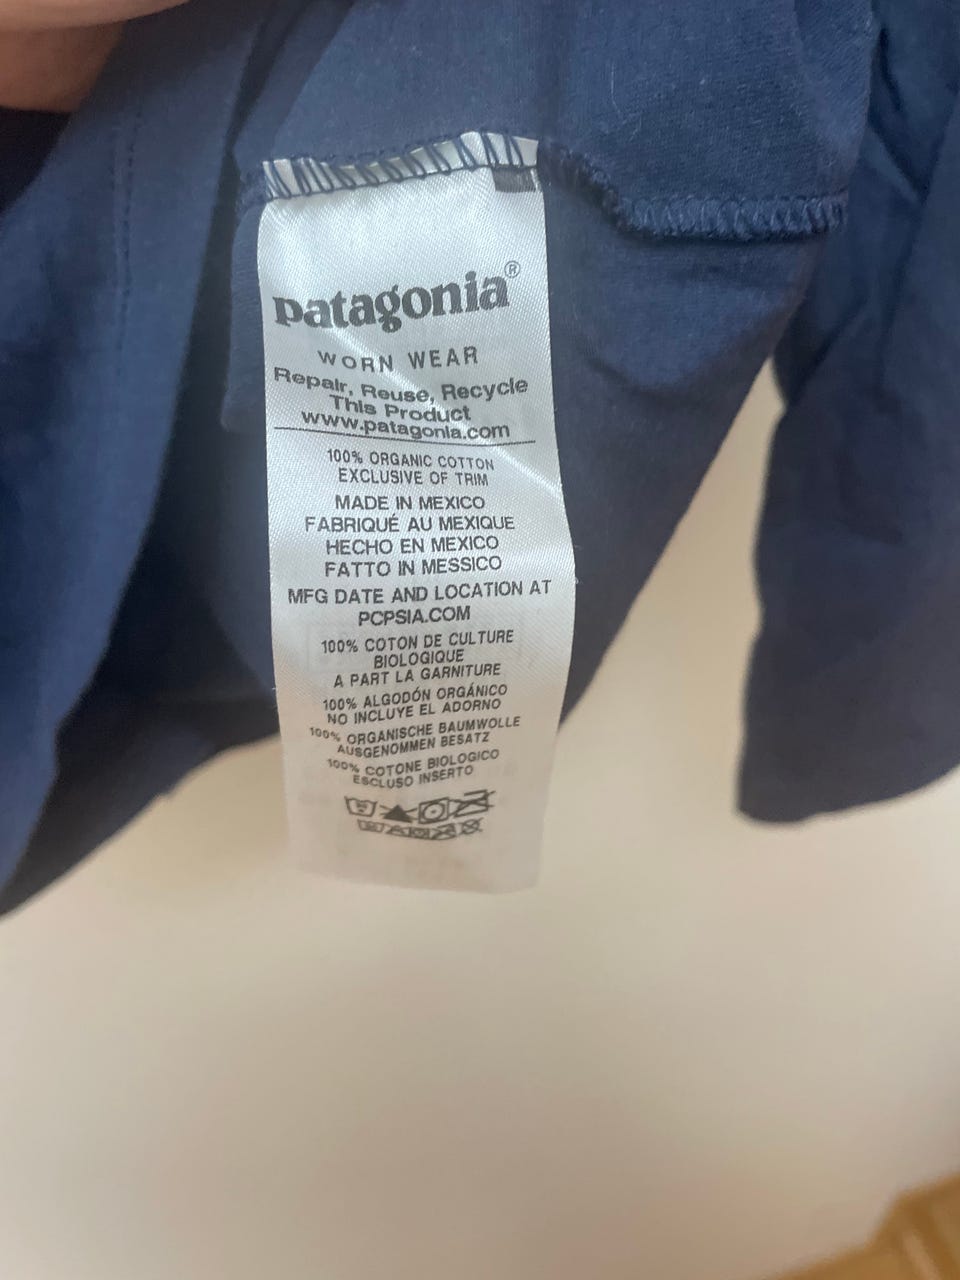 patagonia®
WORN WEAR
Repair, Reuse, Recycle
This Product
www.patagonia.com
100% ORGANIC COTTON
EXCLUSIVE OF TRIM
MADE IN MEXICO
FABRIQUÉ AU MEXIQUE
HECHO EN MEXICO
FATTO IN MESSICO
MFG DATE AND LOCATION AT
PCPSIA.COM
100% COTON DE CULTURE
BIOLOGIQUE
A PART LA GARNITURE
100% ALGODÓN ORGÁNICO
NO INCLUYE EL ADORNO
100% ORGANISCHE BAUMWOLLE
AUSGENOMMEN BESATZ
100% COTONE BIOLOGICO
ESCLUSO INSERTO